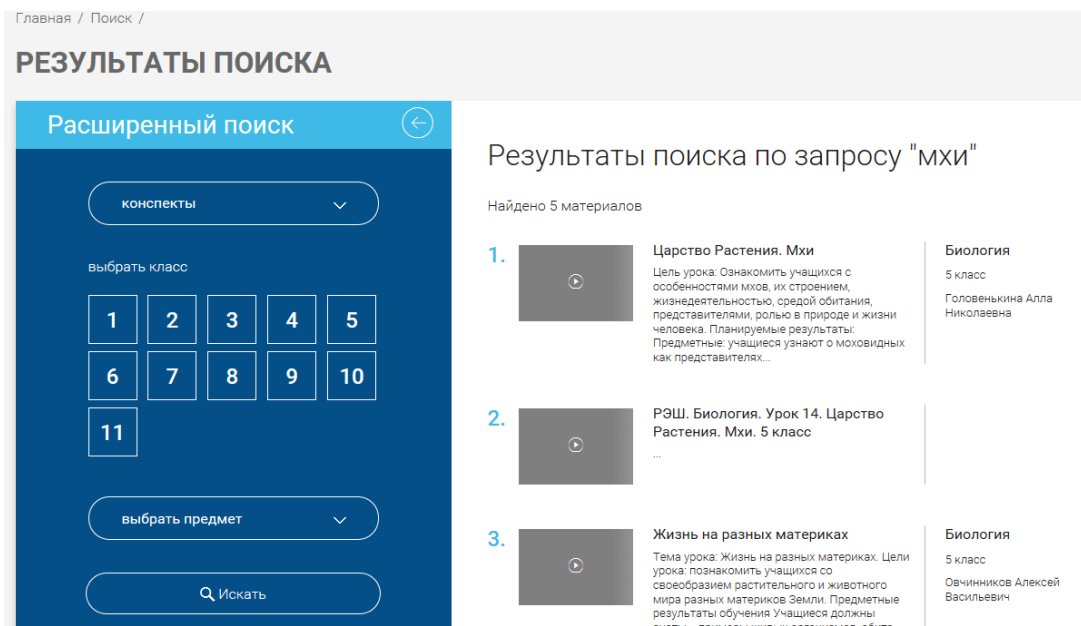 Главная / Поиск /
РЕЗУЛЬТАТЫ ПОИСКА
Расширенный поиск
конспекты
выбрать класс
1 2 3 4 5
6 7 8 9 10
11
выбрать предмет
Искать
Результаты поиска по запросу "мхи"
Найдено 5 материалов
1.
Царство Растения. Мхи
Цель урока: Ознакомить учащихся с
особенностями мхов, их строением,
жизнедеятельностью, средой обитания,
представителями, ролью в природе и жизни
человека. Планируемые результаты:
Предметные: учащиеся узнают о моховидных
как представителях...
Биология
5 класс
Головенькина Алла
Николаевна
2.
РЭШ. Биология. Урок 14. Царство
Растения. Мхи. 5 класс
...
3.
Жизнь на разных материках
Тема урока: Жизнь на разных материках. Цели
урока: познакомить учащихся со
своеобразием растительного и животного
мира разных материков Земли. Предметные
результаты обучения Учащиеся должны
Биология
5 класс
Овчинников Алексей
Васильевич